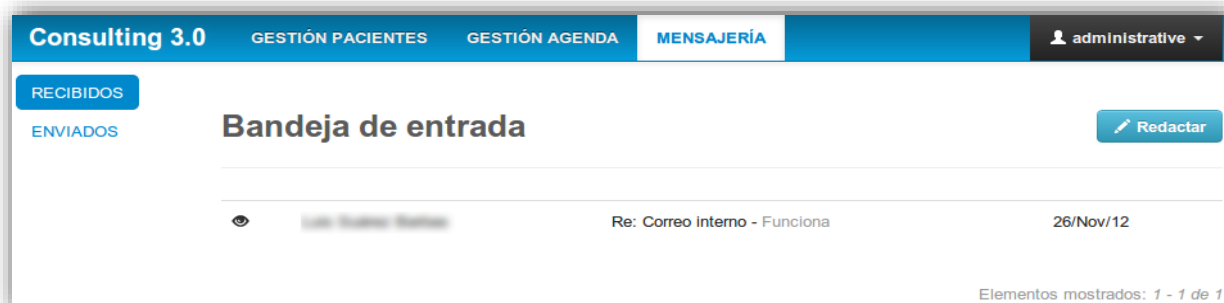 Consulting 3.0 GESTIÓN PACIENTES GESTIÓN AGENDA MENSAJERÍA administrative
RECIBIDOS
ENVIADOS
Bandeja de entrada
Redactar
Re: Correo interno - Funciona 26/Nov/12
Elementos mostrados: 1 - 1 de 1